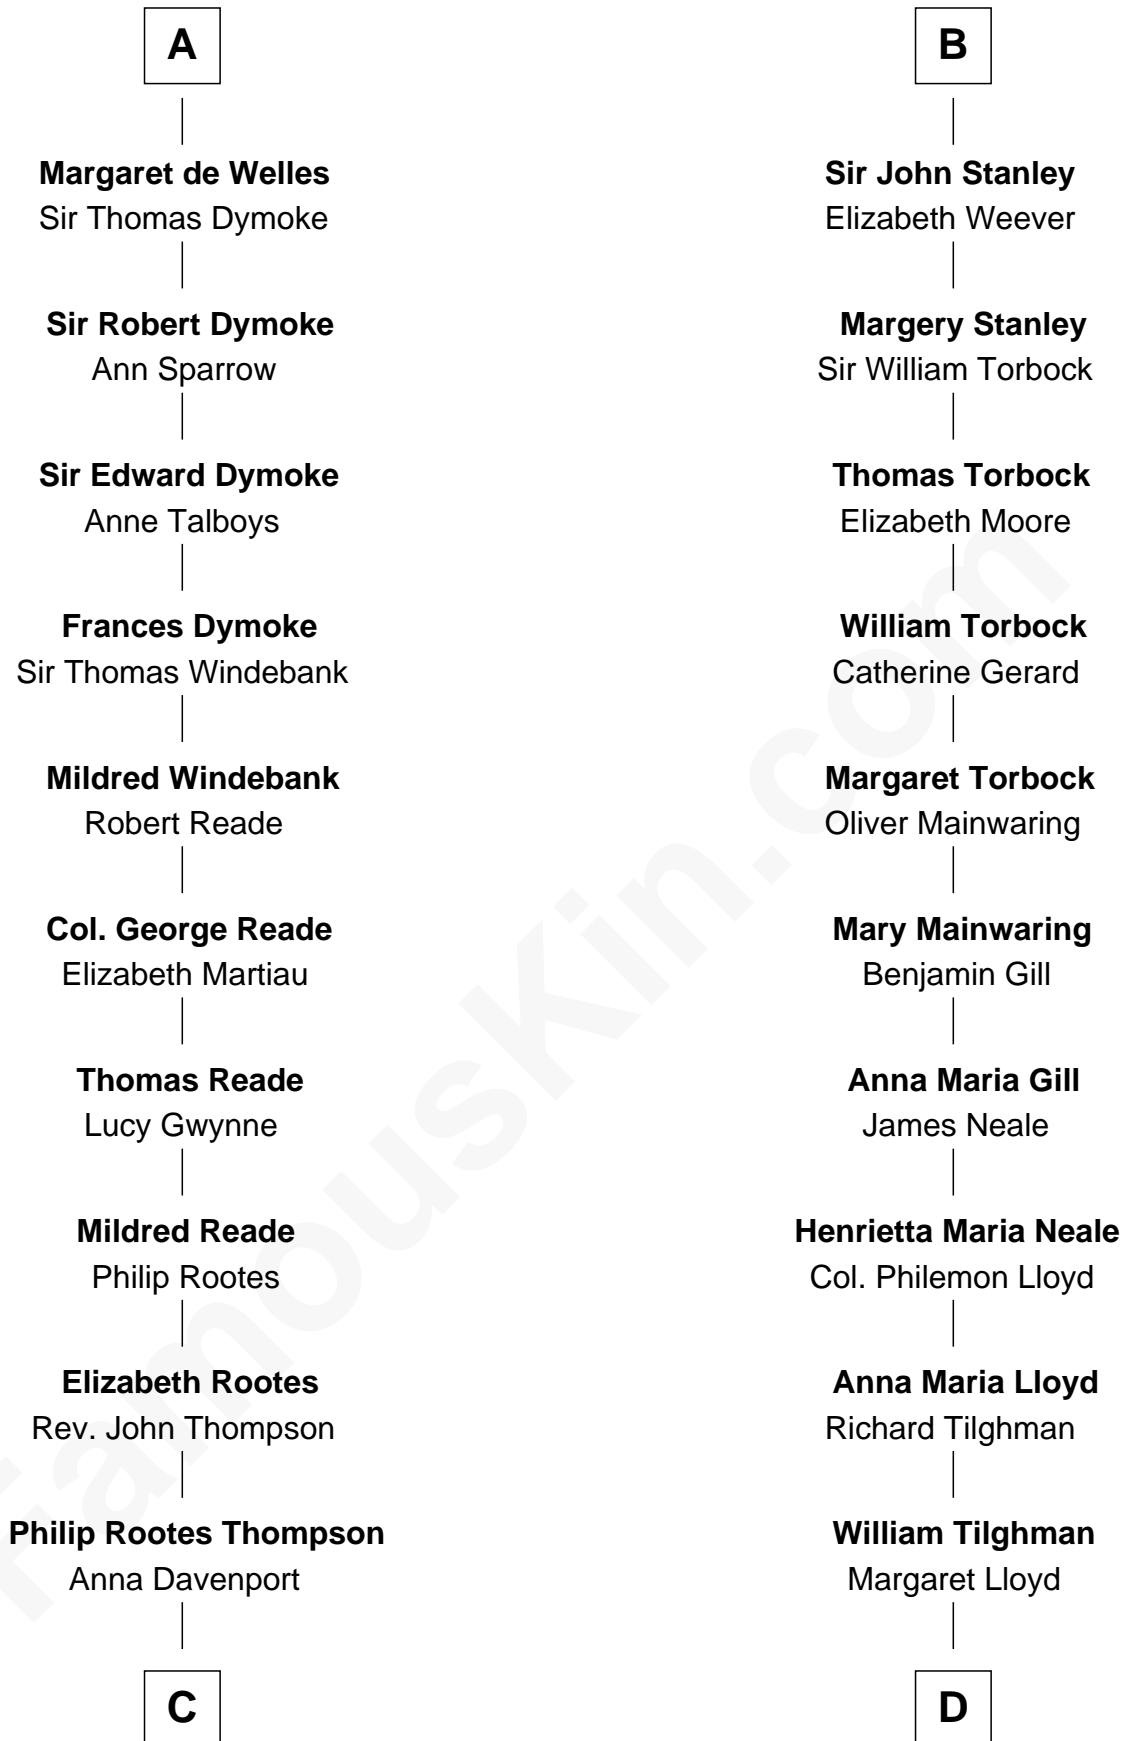 A
Margaret de Welles
Sir Thomas Dymoke
Sir Robert Dymoke
Ann Sparrow
Sir Edward Dymoke
Anne Talboys
Frances Dymoke
Sir Thomas Windebank
Mildred Windebank
Robert Reade
Col. George Reade
Elizabeth Martiau
Thomas Reade
Lucy Gwynne
Mildred Reade
Philip Rootes
Elizabeth Rootes
Rev. John Thompson
Philip Rootes Thompson
Anna Davenport
C
B
Sir John Stanley
Elizabeth Weever
Margery Stanley
Sir William Torbock
Thomas Torbock
Elizabeth Moore
William Torbock
Catherine Gerard
Margaret Torbock
Oliver Mainwaring
Mary Mainwaring
Benjamin Gill
Anna Maria Gill
James Neale
Henrietta Maria Neale
Col. Philemon Lloyd
Anna Maria Lloyd
Richard Tilghman
William Tilghman
Margaret Lloyd
D
FamousKin.com